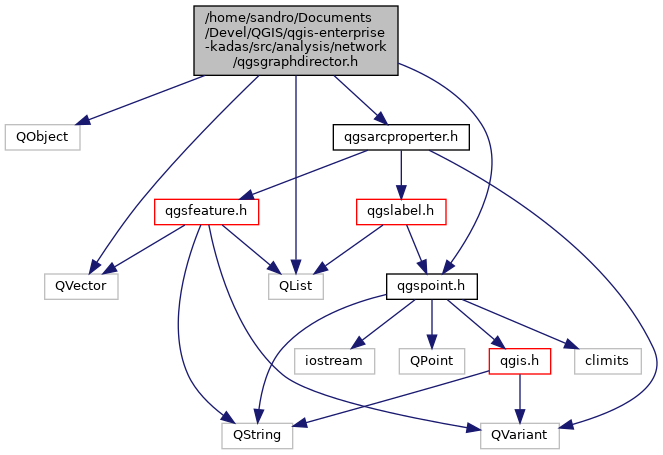 /home/sandro/Documents
/Devel/QGIS/qgis-enterprise
-kadas/src/analysis/network
/qgsgraphdirector.h
QObject
qgsarcproperter.h
qgsfeature.h
qgslabel.h
QVector
QList
qgspoint.h
iostream
QPoint
qgis.h
climits
QString
QVariant